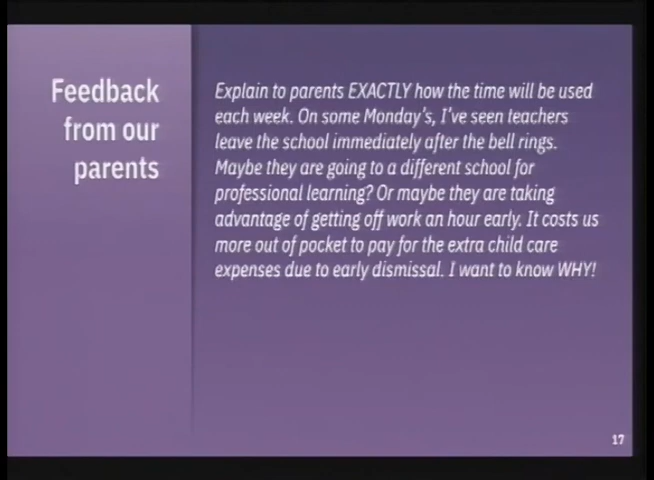 Feedback
from our
parents
Explain to parents EXACTLY how the time will be used
each week. On some Monday's, I've seen teachers
leave the school immediately after the bell rings.
Maybe they are going to a different school for
professional learning? Or maybe they are taking
advantage of getting off work an hour early. It costs us
more out of pocket to pay for the extra child care
expenses due to early dismissal. I want to know WHY!
17